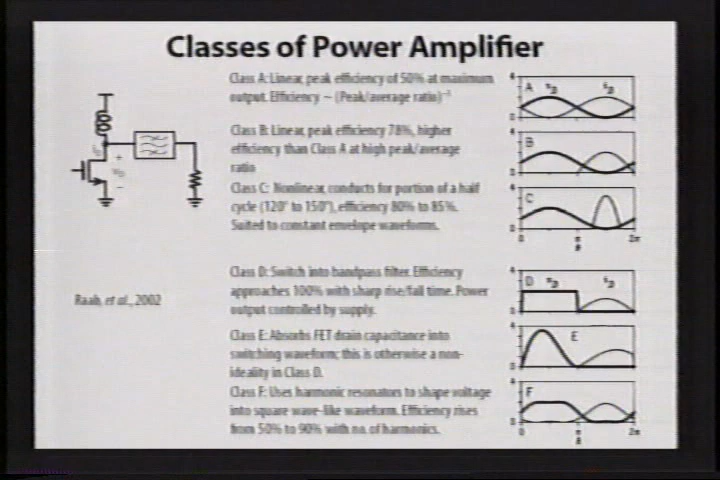 Classes of Power Amplifier
Class A: Linear, peak efficiency of 50% at maximum
output. Efficiency ~ (Peak/average ratio)⁻¹
Class B: Linear, peak efficiency 78%, higher
efficiency than Class A at high peak/average
ratio
Class C: Nonlinear, conducts for portion of a half
cycle (120° to 150°), efficiency 80% to 85%.
Suited to constant envelope waveforms.
Raab, et al., 2002
Class D: Switch into bandpass filter. Efficiency
approaches 100% with sharp rise/fall time. Power
output controlled by supply.
Class E: Absorbs FET drain capacitance into
switching waveform; this is otherwise a non-
ideality in Class D.
Class F: Uses harmonic resonators to shape voltage
into square wave-like waveform. Efficiency rises
from 50% to 90% with no. of harmonics.
A
B
C
0
2π
D
E
F
0
2π